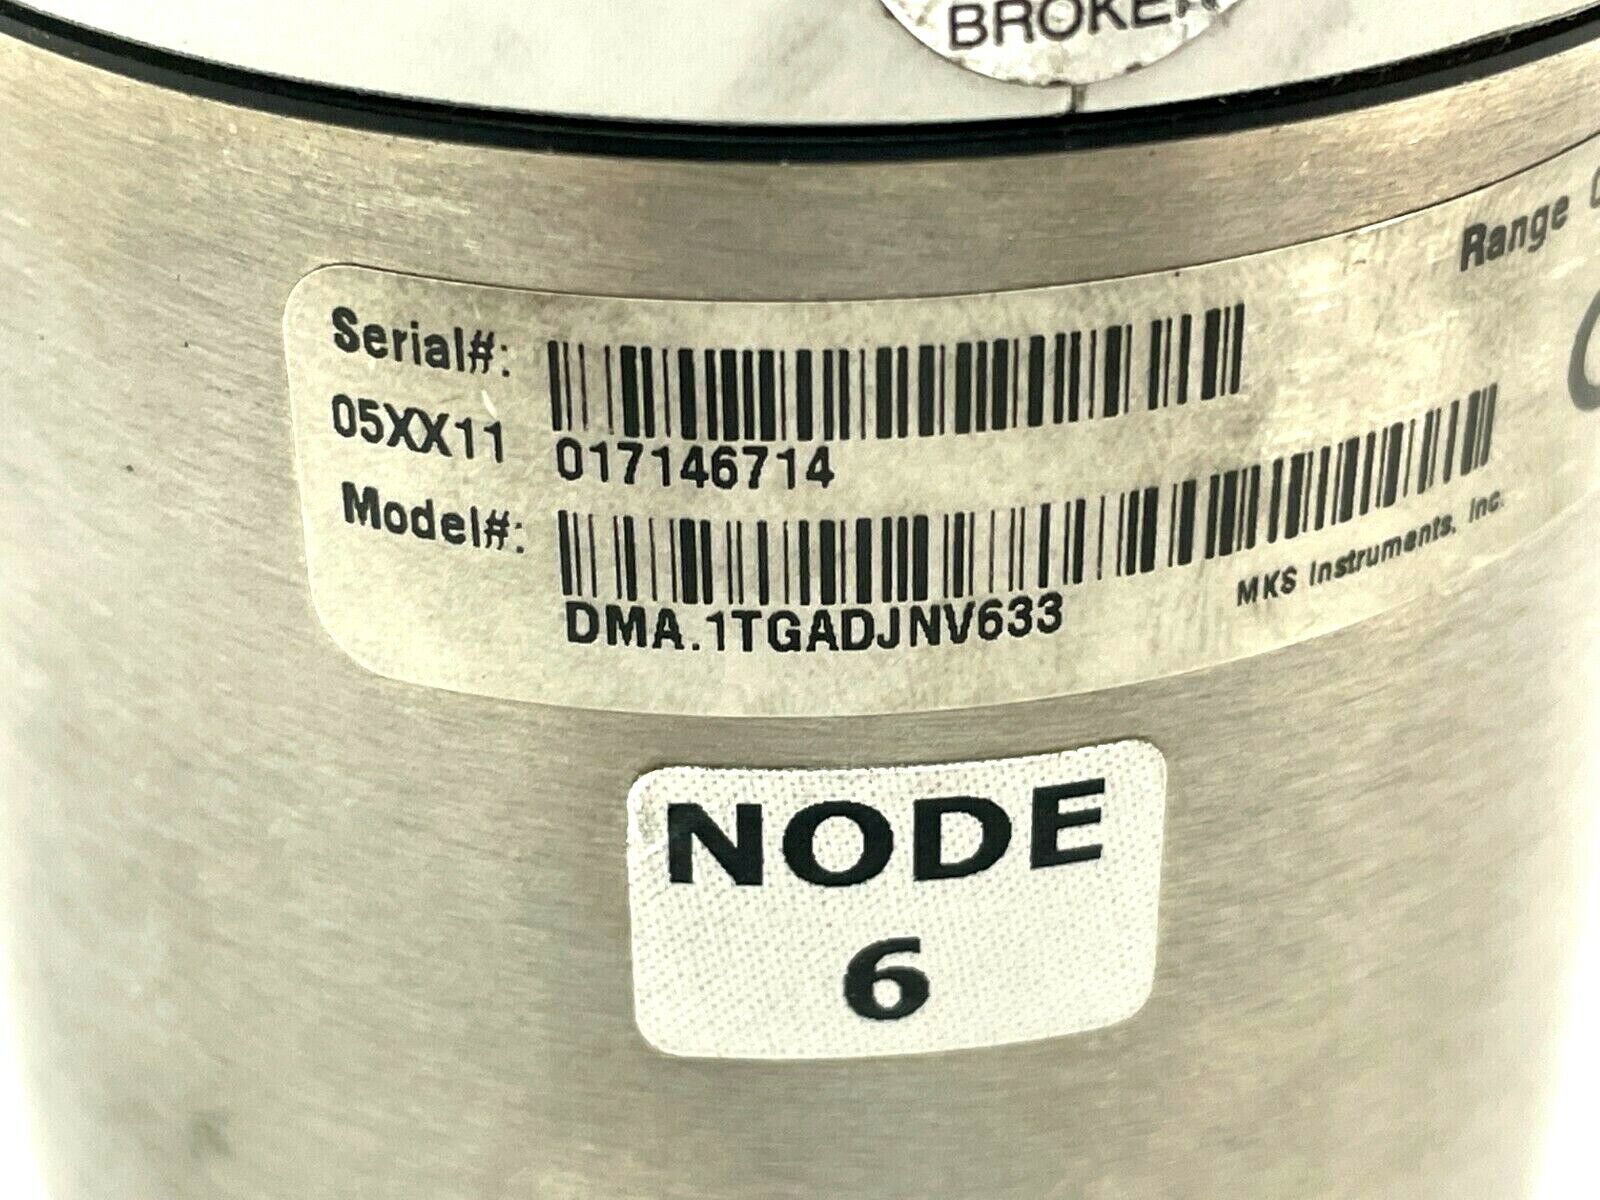 BROKER
Range
Serial#:
05XX11 017146714
Model#:
DMA.1TGADJNV633
MKS Instruments, Inc.
NODE
6